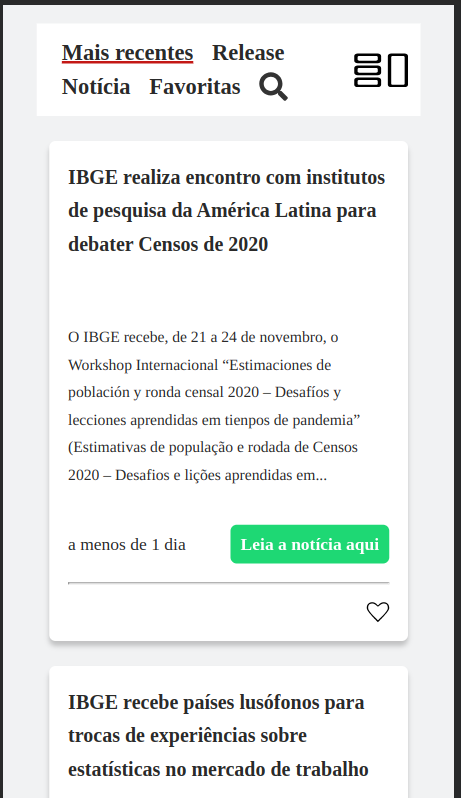 Mais recentes Release
Notícia Favoritas
IBGE realiza encontro com institutos
de pesquisa da América Latina para
debater Censos de 2020
O IBGE recebe, de 21 a 24 de novembro, o
Workshop Internacional “Estimaciones de
población y ronda censal 2020 – Desafíos y
lecciones aprendidas em tienpos de pandemia”
(Estimativas de população e rodada de Censos
2020 – Desafios e lições aprendidas em...
a menos de 1 dia Leia a notícia aqui
IBGE recebe países lusófonos para
trocas de experiências sobre
estatísticas no mercado de trabalho